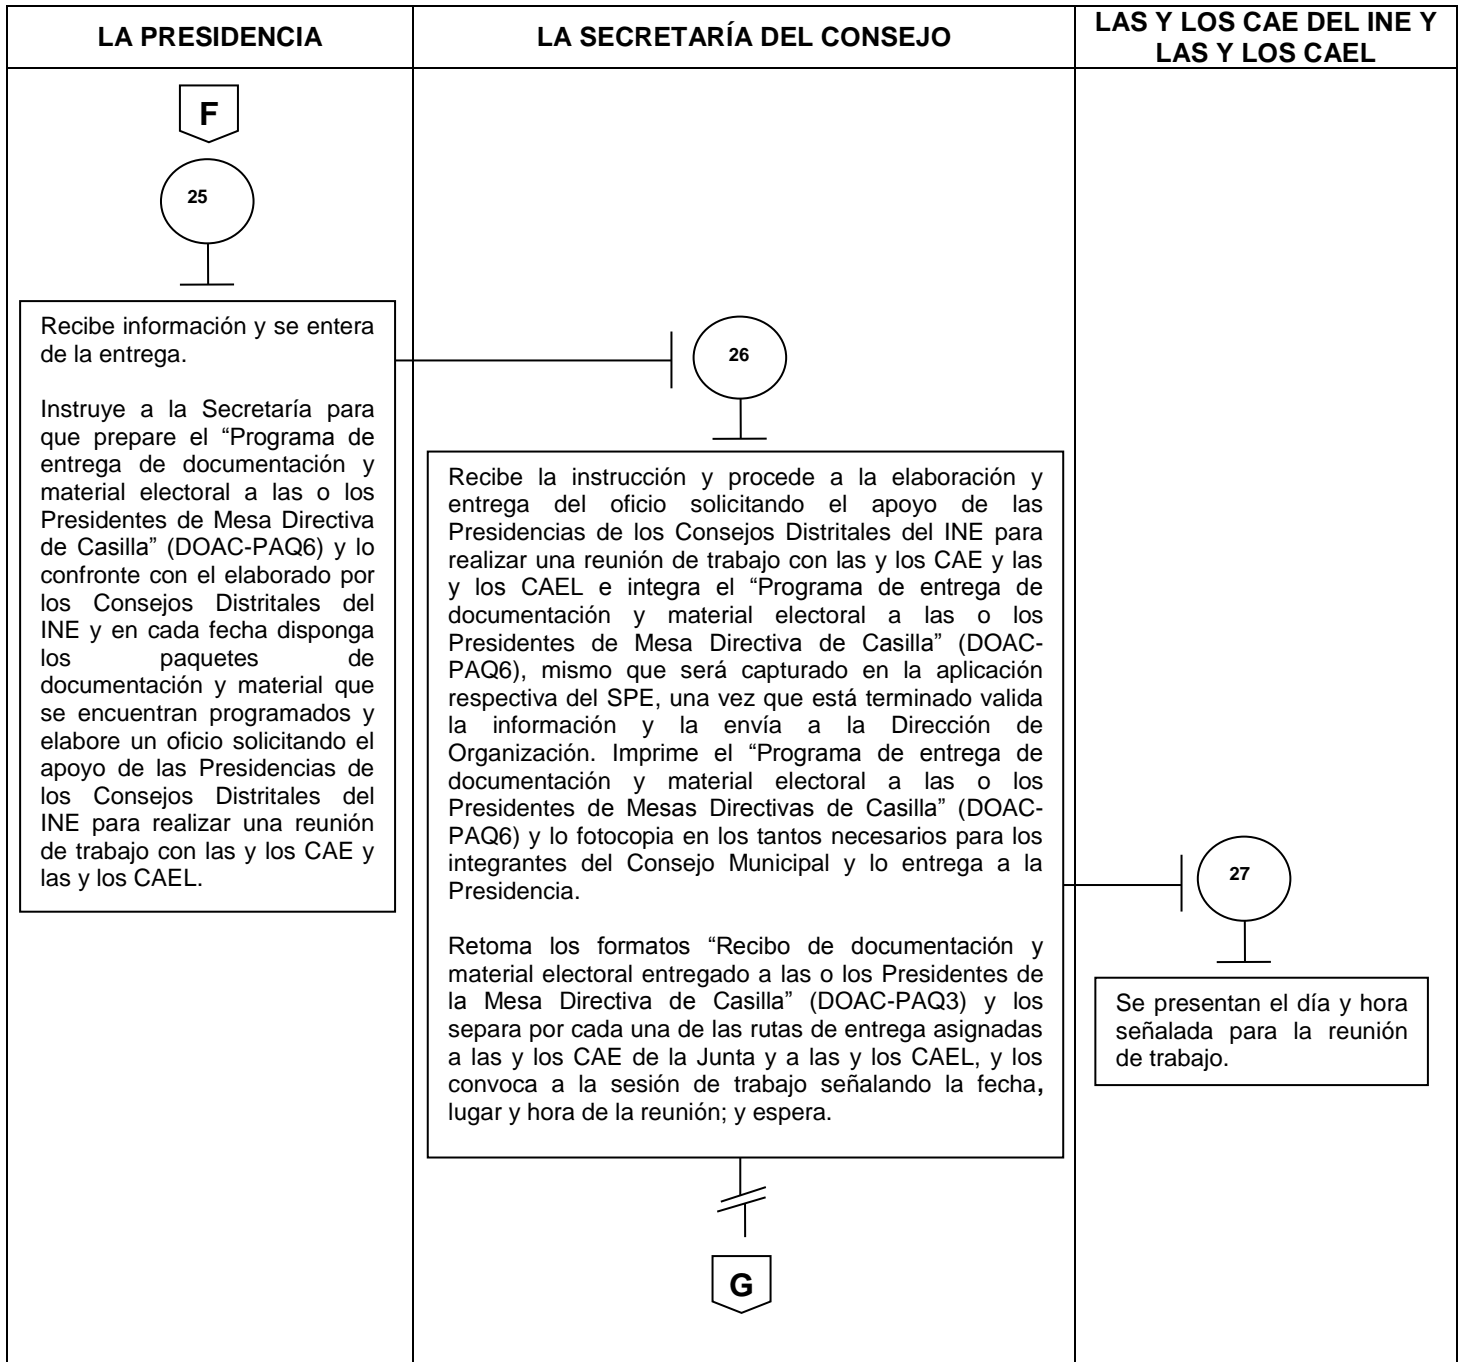 LA PRESIDENCIA
LA SECRETARÍA DEL CONSEJO
LAS Y LOS CAE DEL INE Y
LAS Y LOS CAEL
F
25
Recibe información y se entera
de la entrega.
Instruye a la Secretaría para
que prepare el “Programa de
entrega de documentación y
material electoral a las o los
Presidentes de Mesa Directiva
de Casilla” (DOAC-PAQ6) y lo
confronte con el elaborado por
los Consejos Distritales del
INE y en cada fecha disponga
los paquetes de
documentación y material que
se encuentran programados y
elabore un oficio solicitando el
apoyo de las Presidencias de
los Consejos Distritales del
INE para realizar una reunión
de trabajo con las y los CAE y
las y los CAEL.
26
Recibe la instrucción y procede a la elaboración y
entrega del oficio solicitando el apoyo de las
Presidencias de los Consejos Distritales del INE para
realizar una reunión de trabajo con las y los CAE y las
y los CAEL e integra el “Programa de entrega de
documentación y material electoral a las o los
Presidentes de Mesa Directiva de Casilla” (DOAC-
PAQ6), mismo que será capturado en la aplicación
respectiva del SPE, una vez que está terminado valida
la información y la envía a la Dirección de
Organización. Imprime el “Programa de entrega de
documentación y material electoral a las o los
Presidentes de Mesas Directivas de Casilla” (DOAC-
PAQ6) y lo fotocopia en los tantos necesarios para los
integrantes del Consejo Municipal y lo entrega a la
Presidencia.
Retoma los formatos “Recibo de documentación y
material electoral entregado a las o los Presidentes de
la Mesa Directiva de Casilla” (DOAC-PAQ3) y los
separa por cada una de las rutas de entrega asignadas
a las y los CAE de la Junta y a las y los CAEL, y los
convoca a la sesión de trabajo señalando la fecha,
lugar y hora de la reunión; y espera.
G
27
Se presentan el día y hora
señalada para la reunión
de trabajo.